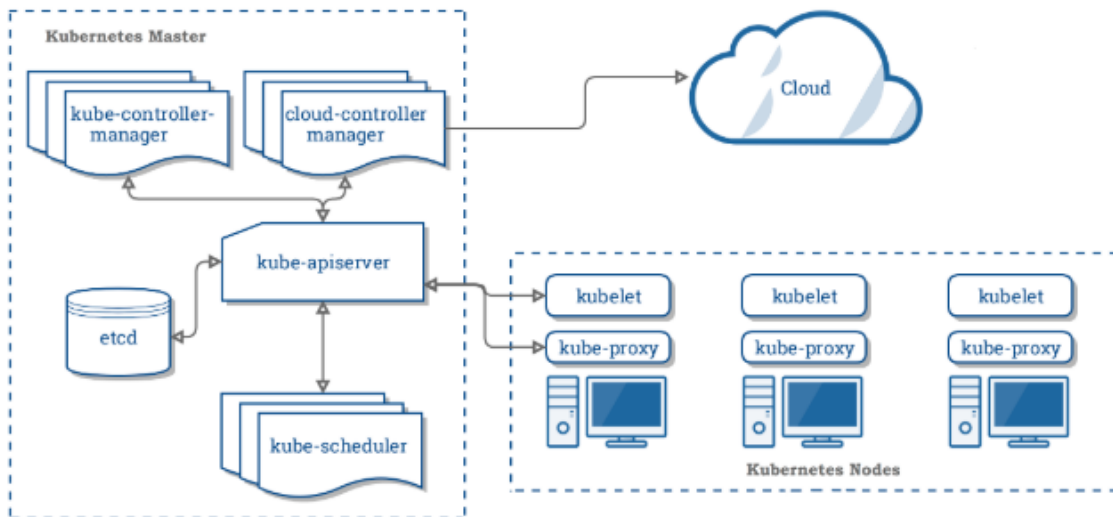 Kubernetes Master
kube-controller-
manager
cloud-controller
manager
Cloud
kube-apiserver
etcd
kube-scheduler
kubelet
kubelet
kubelet
kube-proxy
kube-proxy
kube-proxy
Kubernetes Nodes